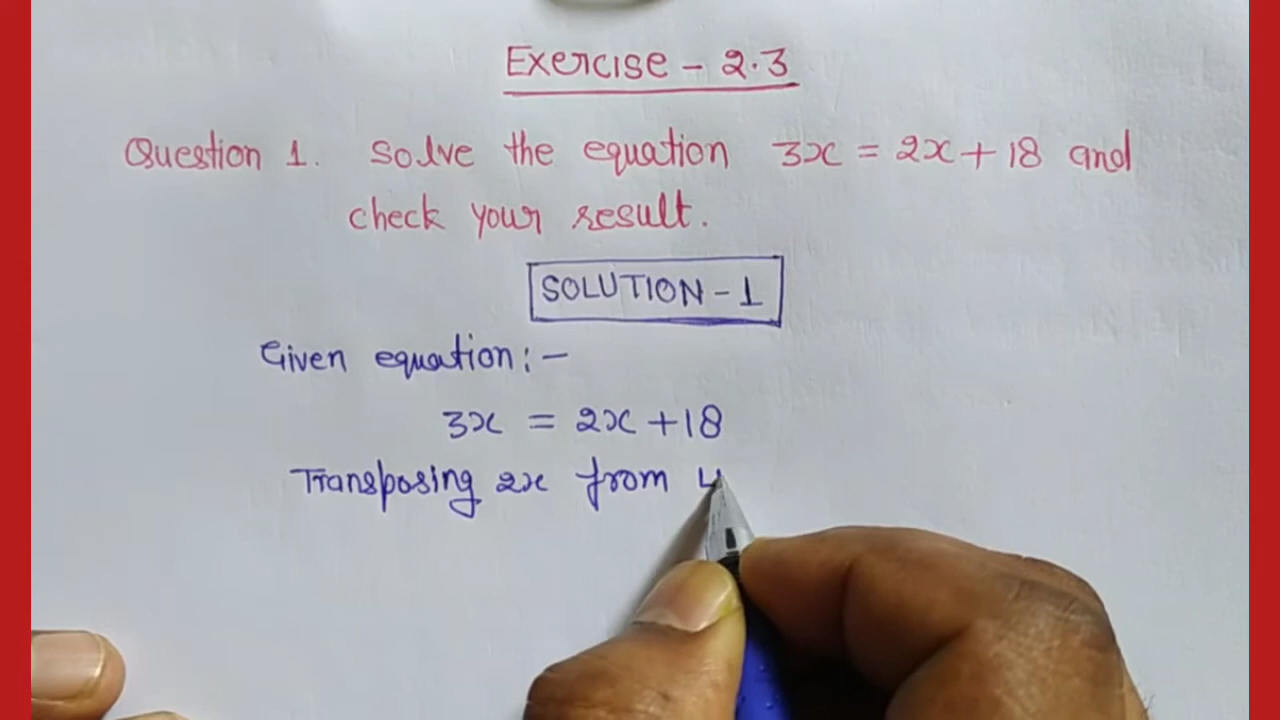 Exercise - 2.3
Question 1. Solve the equation 3x = 2x + 18 and
check your result.
SOLUTION - 1
Given equation : -
3x = 2x + 18
Transposing 2x from